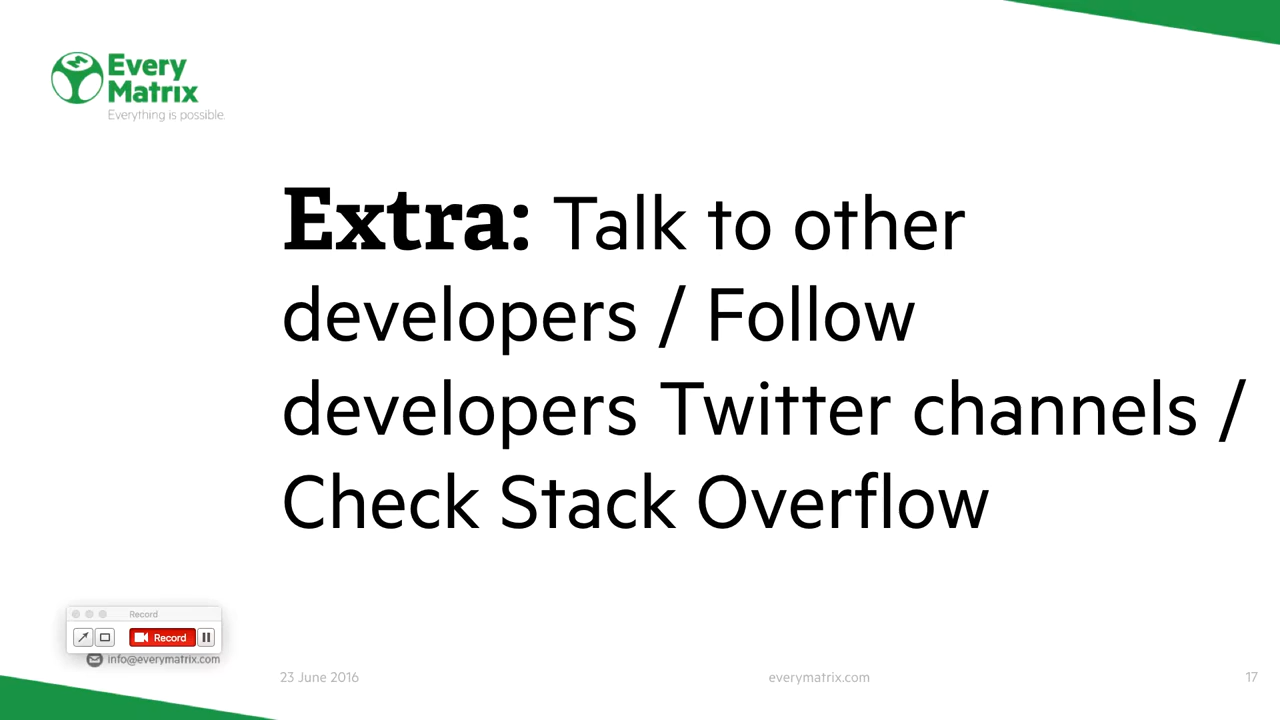 Every
Matrix
Everything is possible.
Extra: Talk to other
developers / Follow
developers Twitter channels /
Check Stack Overflow
Record
Record
info@everymatrix.com
23 June 2016
everymatrix.com
17